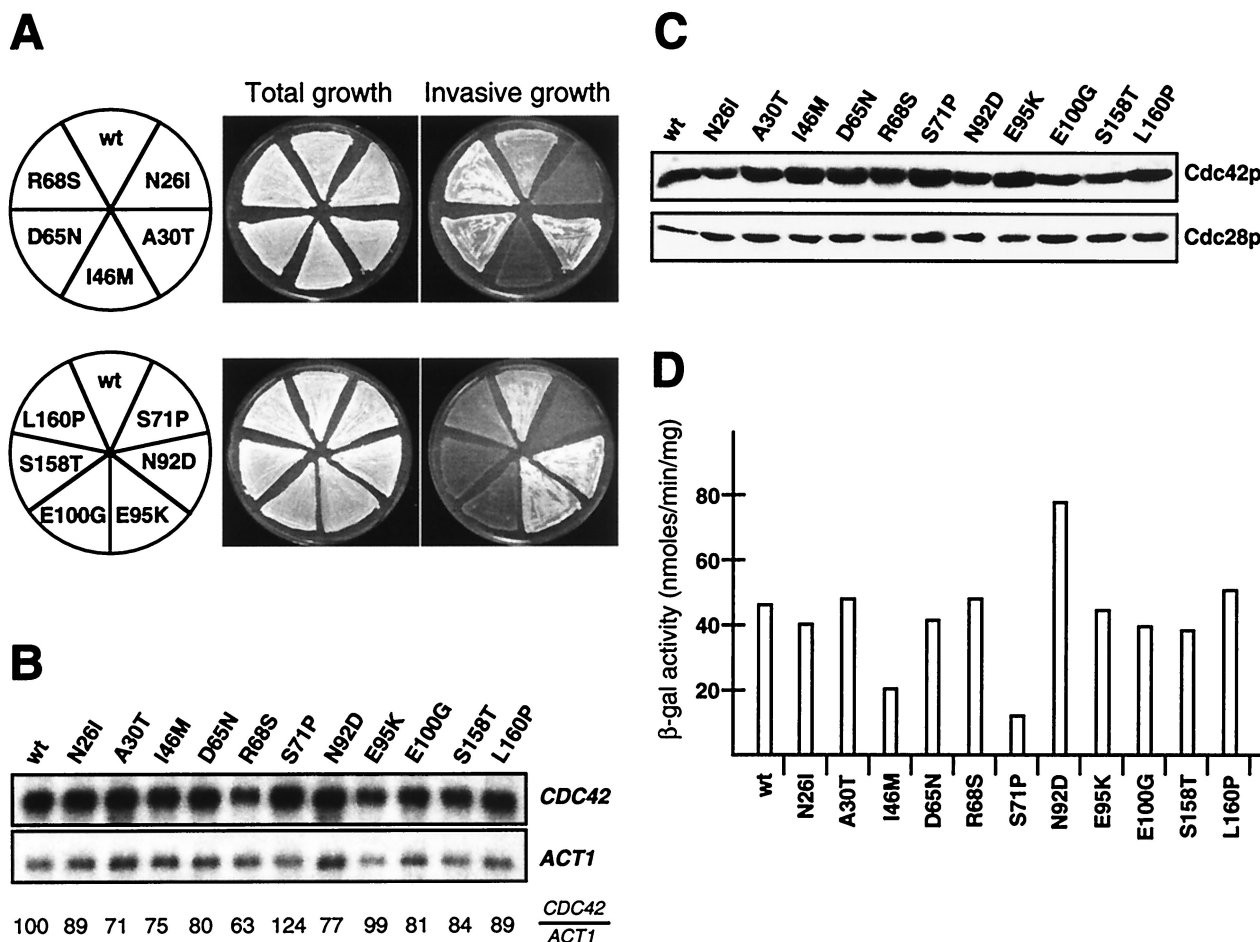 A
Total growth
Invasive growth
wt
R68S
N26I
D65N
A30T
I46M
wt
L160P
S71P
S158T
N92D
E100G
E95K
B
wt N26I A30T I46M D65N R68S S71P N92D E95K E100G S158T L160P
CDC42
ACT1
100 89 71 75 80 63 124 77 99 81 84 89
CDC42
ACT1
C
wt N26I A30T I46M D65N R68S S71P N92D E95K E100G S158T L160P
Cdc42p
Cdc28p
D
β-gal activity (nmoles/min/mg)
80
60
40
20
wt N26I A30T I46M D65N R68S S71P N92D E95K E100G S158T L160P